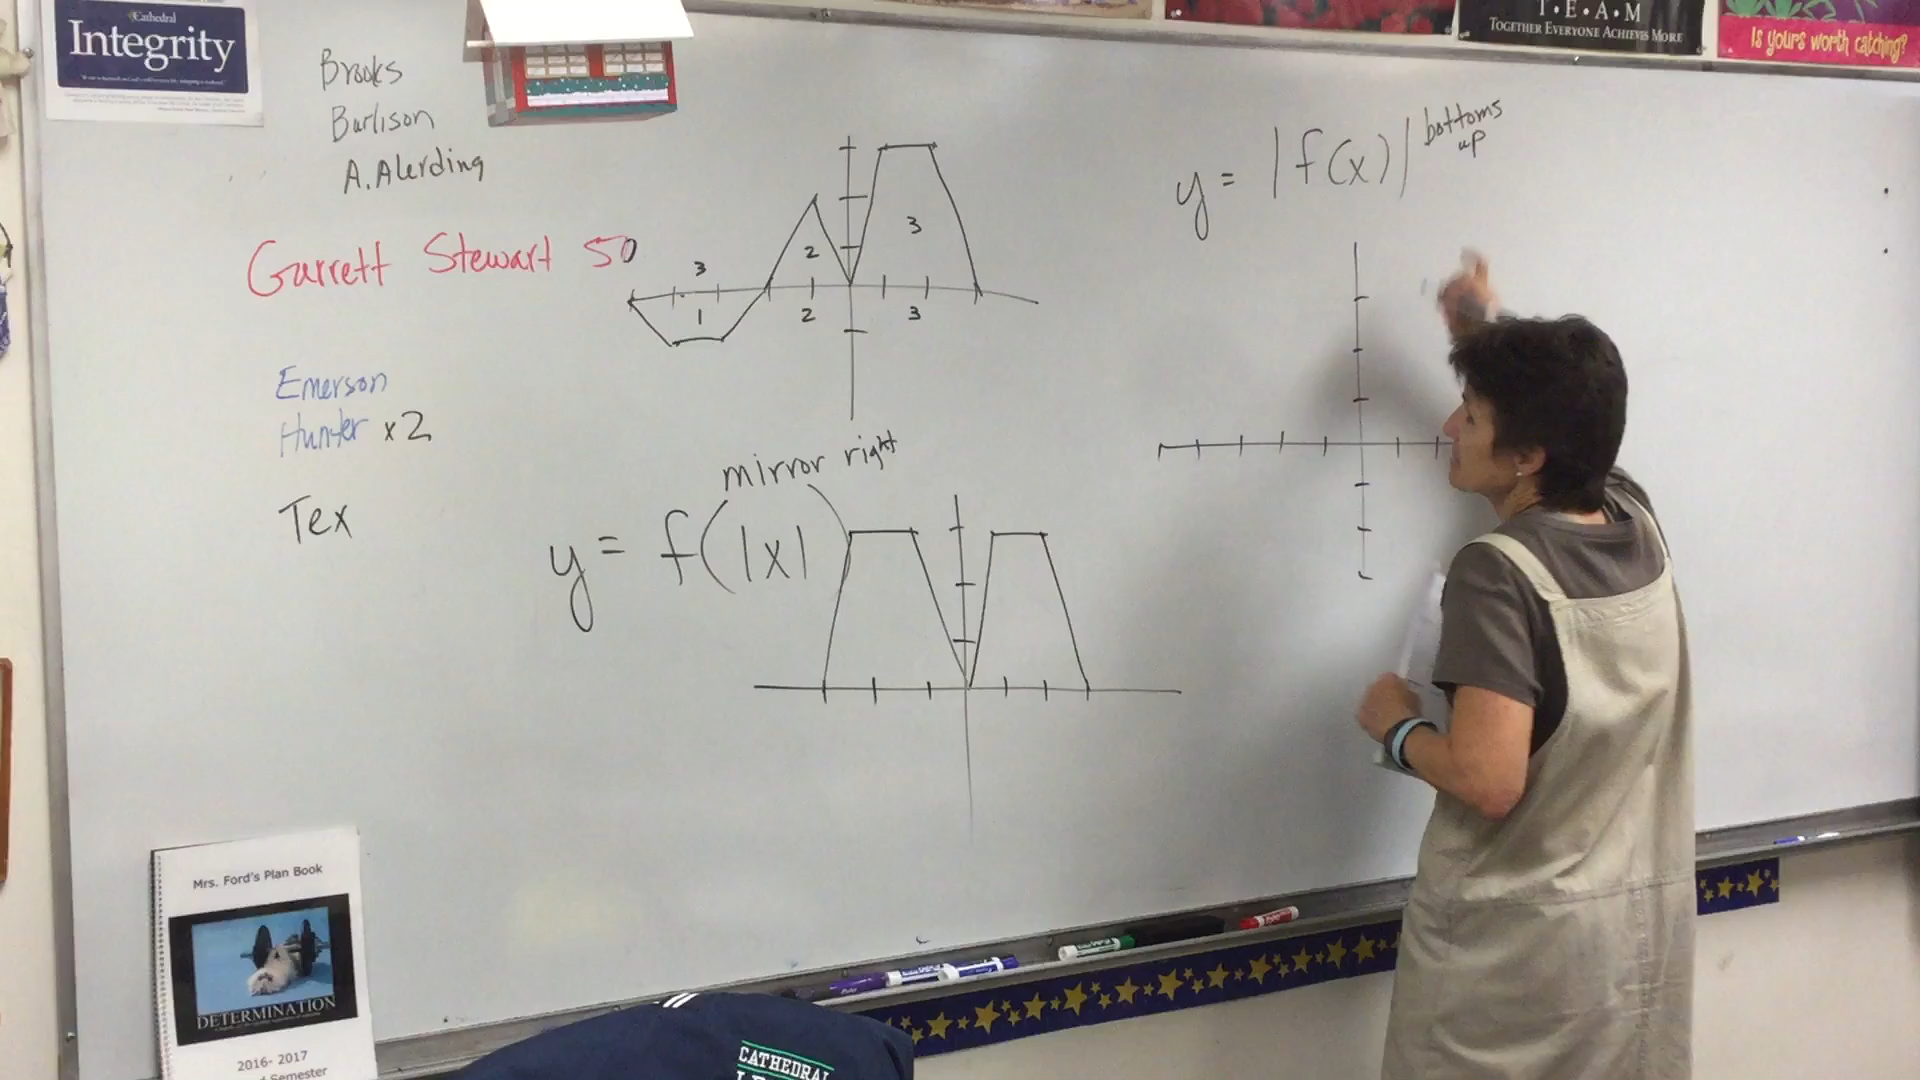 Cathedral
Integrity
Brooks
Burlison
A. Alerding
Garrett Stewart 50
Emerson
Hunter x2
Tex
3
2
3
1
2
3
mirror right
y = f(|x|)
y = |f(x)|
bottoms
up
T•E•A•M
TOGETHER EVERYONE ACHIEVES MORE
Is yours worth catching?
Mrs. Ford's Plan Book
DETERMINATION
2016- 2017
Semester
CATHEDRAL